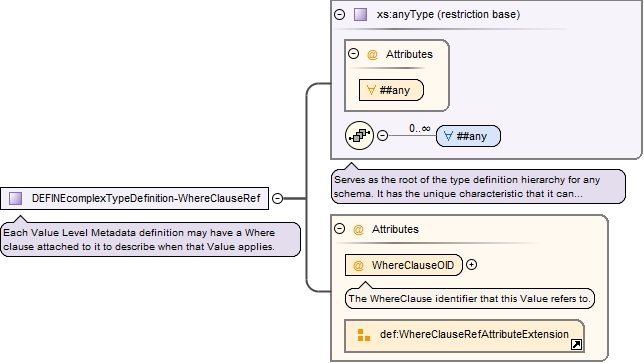 xs:anyType (restriction base)
@ Attributes
∀ ##any
0..∞
∀ ##any
Serves as the root of the type definition hierarchy for any
schema. It has the unique characteristic that it can...
DEFINEcomplexTypeDefinition-WhereClauseRef
Each Value Level Metadata definition may have a Where
clause attached to it to describe when that Value applies.
@ Attributes
@ WhereClauseOID
The WhereClause identifier that this Value refers to.
def:WhereClauseRefAttributeExtension